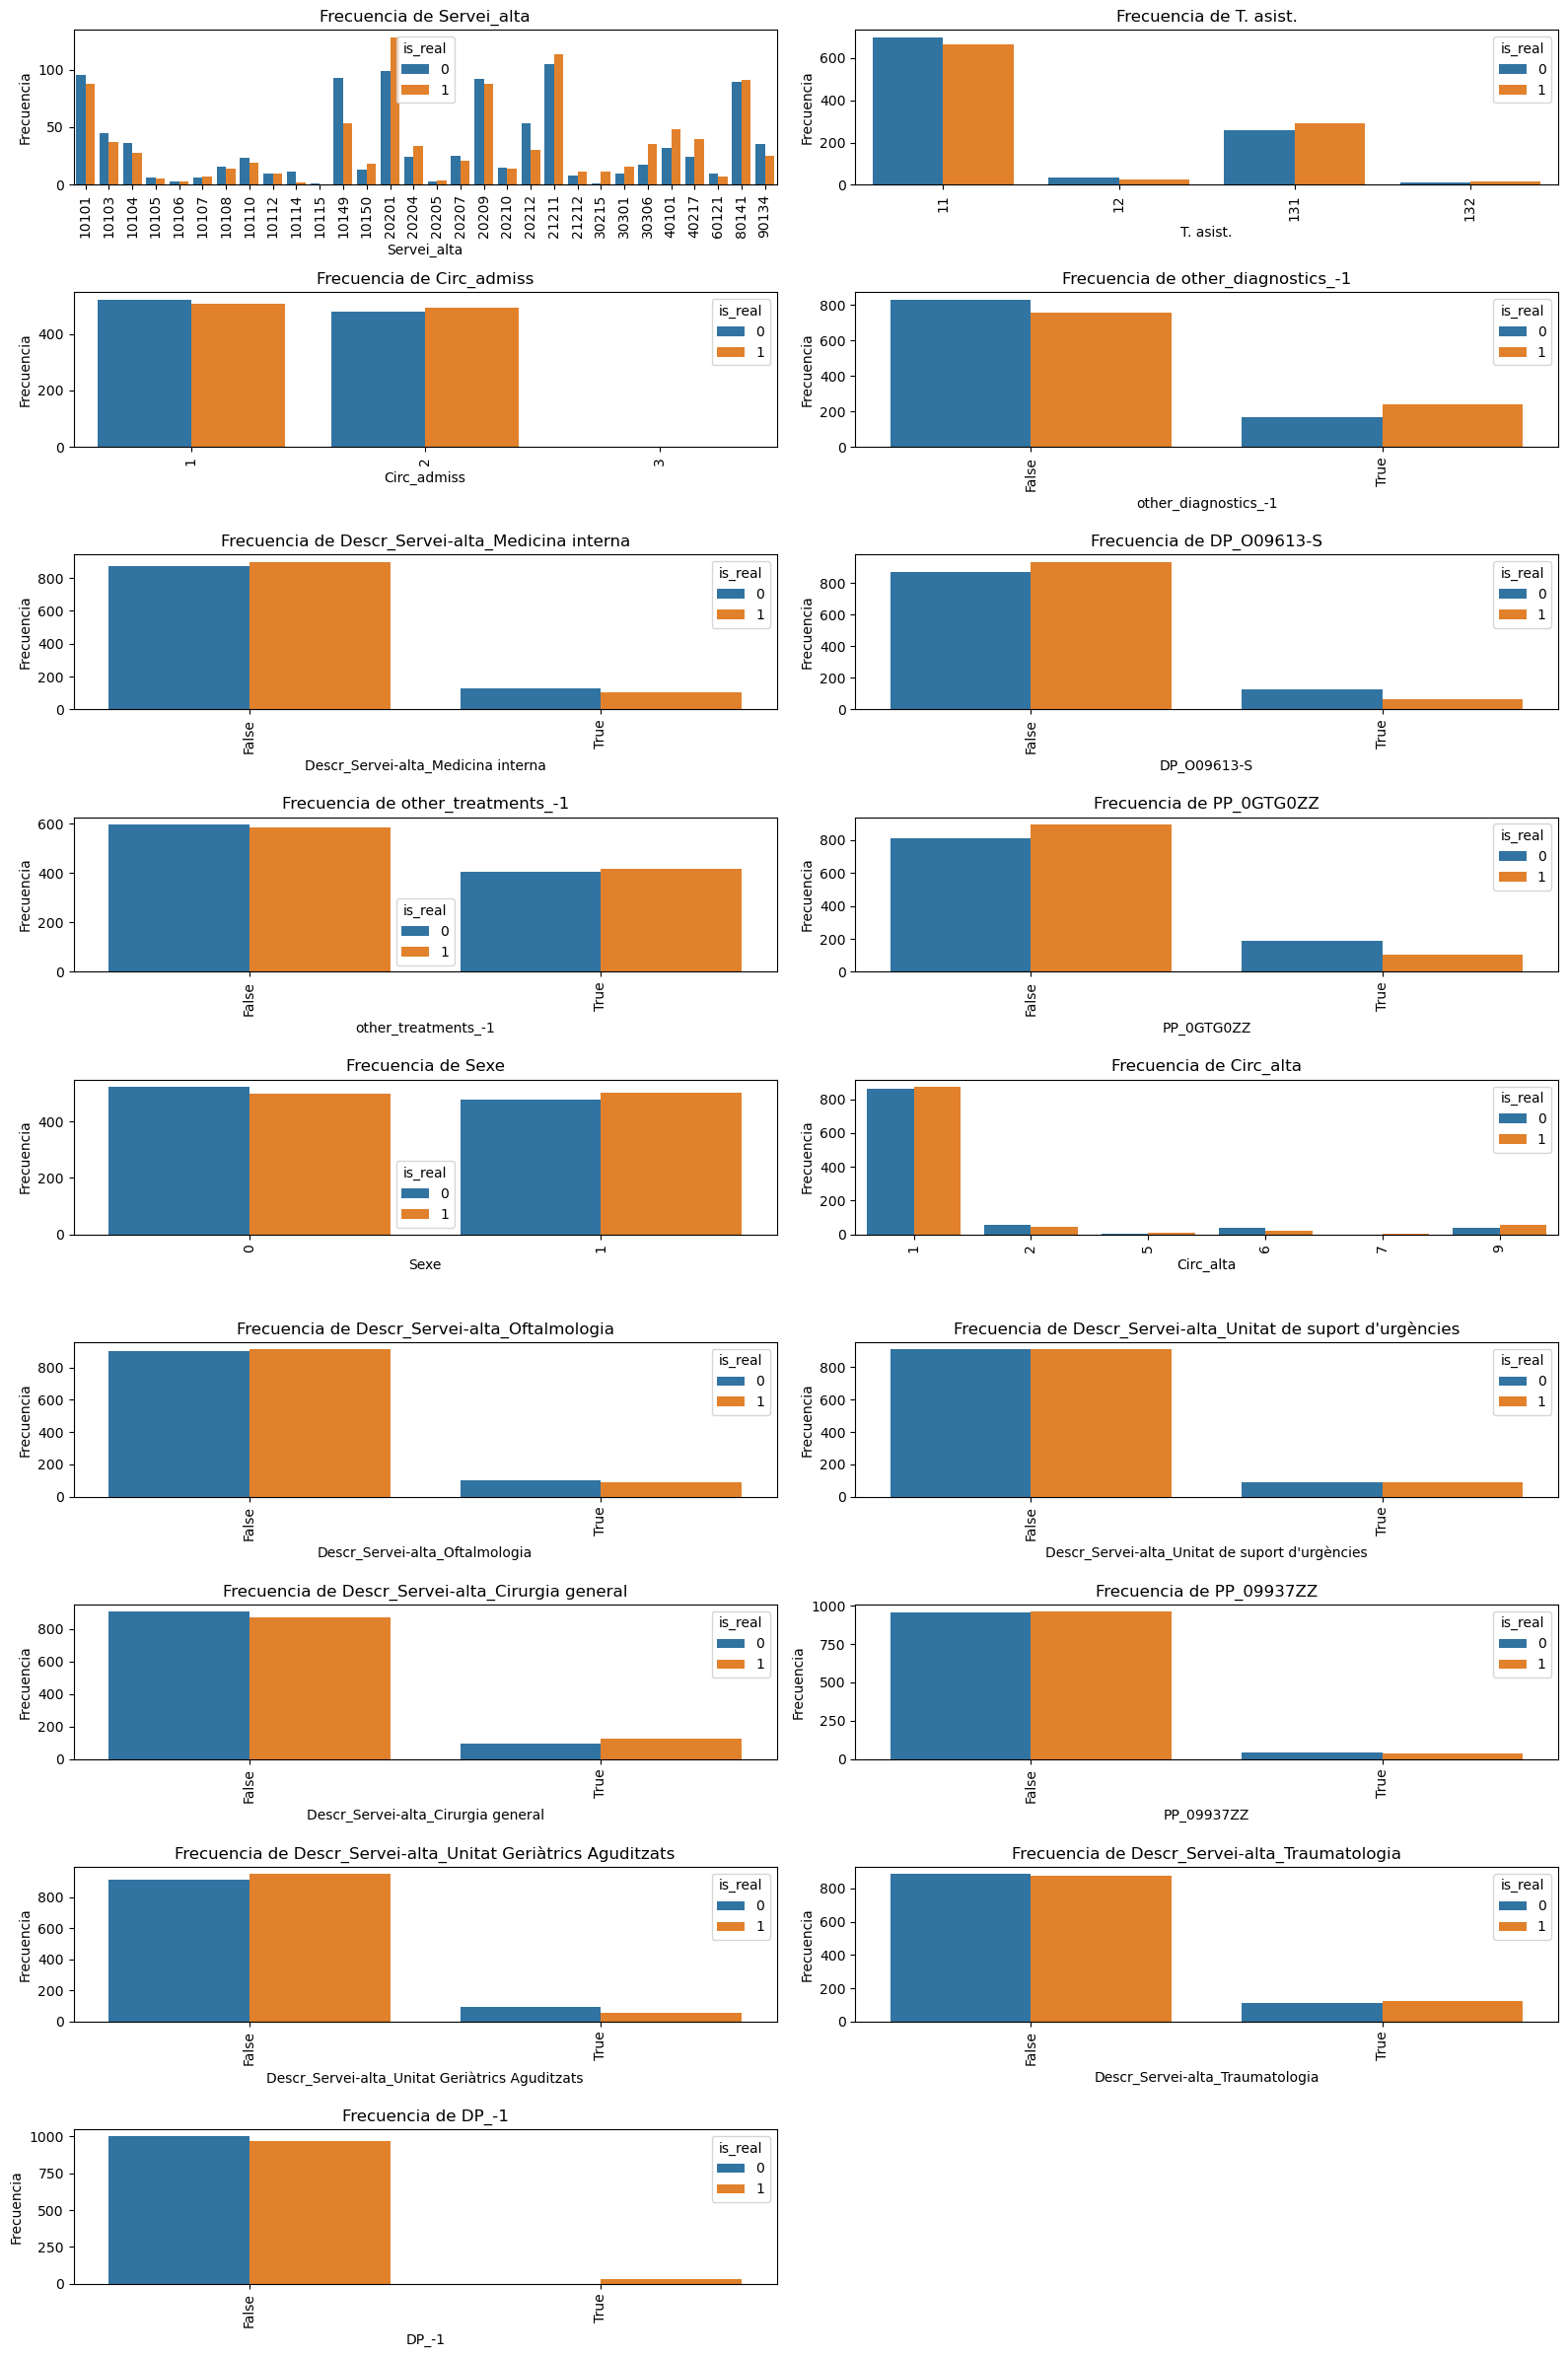 Frecuencia de Servei_alta
Frecuencia
100
50
0
is_real
0
1
10101
10103
10104
10105
10106
10107
10108
10110
10112
10114
10115
10149
10150
20201
20204
20205
20207
20209
20210
20212
21211
21212
30215
30301
30306
40101
40217
60121
80141
90134
Servei_alta
Frecuencia de T. asist.
Frecuencia
600
400
200
0
is_real
0
1
11
12
131
132
T. asist.
Frecuencia de Circ_admiss
Frecuencia
400
200
0
is_real
0
1
1
2
3
Circ_admiss
Frecuencia de other_diagnostics_-1
Frecuencia
800
600
400
200
0
is_real
0
1
False
True
other_diagnostics_-1
Frecuencia de Descr_Servei-alta_Medicina interna
Frecuencia
800
600
400
200
0
is_real
0
1
False
True
Descr_Servei-alta_Medicina interna
Frecuencia de DP_O09613-S
Frecuencia
800
600
400
200
0
is_real
0
1
False
True
DP_O09613-S
Frecuencia de other_treatments_-1
Frecuencia
600
400
200
0
is_real
0
1
False
True
other_treatments_-1
Frecuencia de PP_0GTG0ZZ
Frecuencia
800
600
400
200
0
is_real
0
1
False
True
PP_0GTG0ZZ
Frecuencia de Sexe
Frecuencia
400
200
0
is_real
0
1
0
1
Sexe
Frecuencia de Circ_alta
Frecuencia
800
600
400
200
0
is_real
0
1
1
2
5
6
7
9
Circ_alta
Frecuencia de Descr_Servei-alta_Oftalmologia
Frecuencia
800
600
400
200
0
is_real
0
1
False
True
Descr_Servei-alta_Oftalmologia
Frecuencia de Descr_Servei-alta_Unitat de suport d'urgències
Frecuencia
800
600
400
200
0
is_real
0
1
False
True
Descr_Servei-alta_Unitat de suport d'urgències
Frecuencia de Descr_Servei-alta_Cirurgia general
Frecuencia
800
600
400
200
0
is_real
0
1
False
True
Descr_Servei-alta_Cirurgia general
Frecuencia de PP_09937ZZ
Frecuencia
1000
750
500
250
0
is_real
0
1
False
True
PP_09937ZZ
Frecuencia de Descr_Servei-alta_Unitat Geriàtrics Aguditzats
Frecuencia
800
600
400
200
0
is_real
0
1
False
True
Descr_Servei-alta_Unitat Geriàtrics Aguditzats
Frecuencia de Descr_Servei-alta_Traumatologia
Frecuencia
800
600
400
200
0
is_real
0
1
False
True
Descr_Servei-alta_Traumatologia
Frecuencia de DP_-1
Frecuencia
1000
750
500
250
0
is_real
0
1
False
True
DP_-1